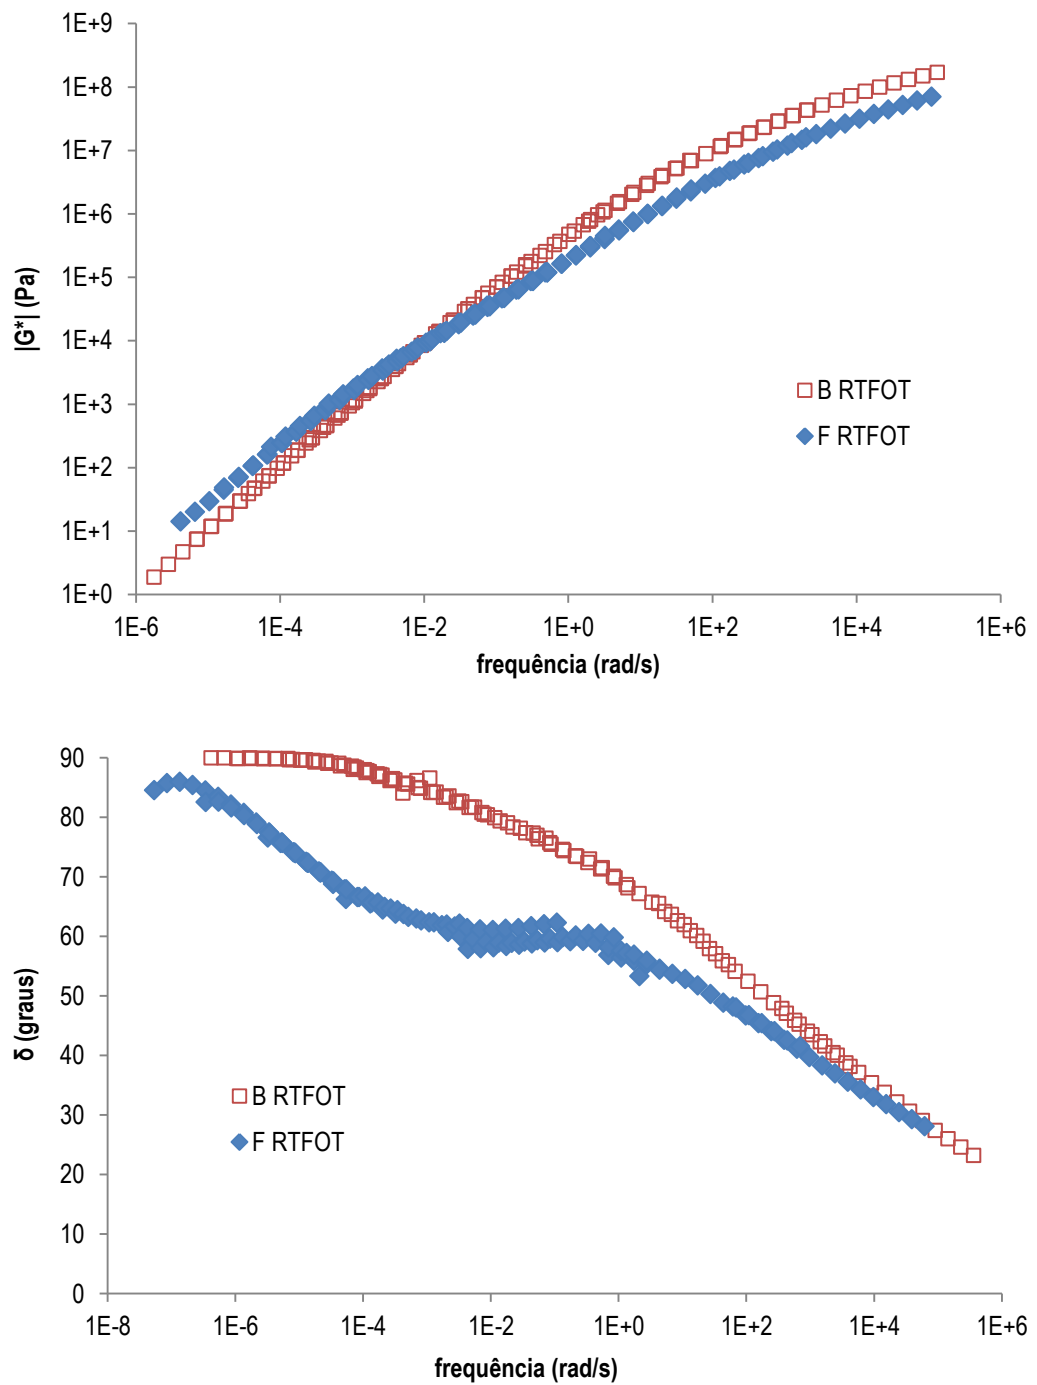 1E+9
1E+8
1E+7
1E+6
1E+5
1E+4
1E+3
1E+2
1E+1
1E+0
|G*| (Pa)
B RTFOT
F RTFOT
1E-6 1E-4 1E-2 1E+0 1E+2 1E+4 1E+6
frequência (rad/s)
90
80
70
60
50
40
30
20
10
0
δ (graus)
B RTFOT
F RTFOT
1E-8 1E-6 1E-4 1E-2 1E+0 1E+2 1E+4 1E+6
frequência (rad/s)